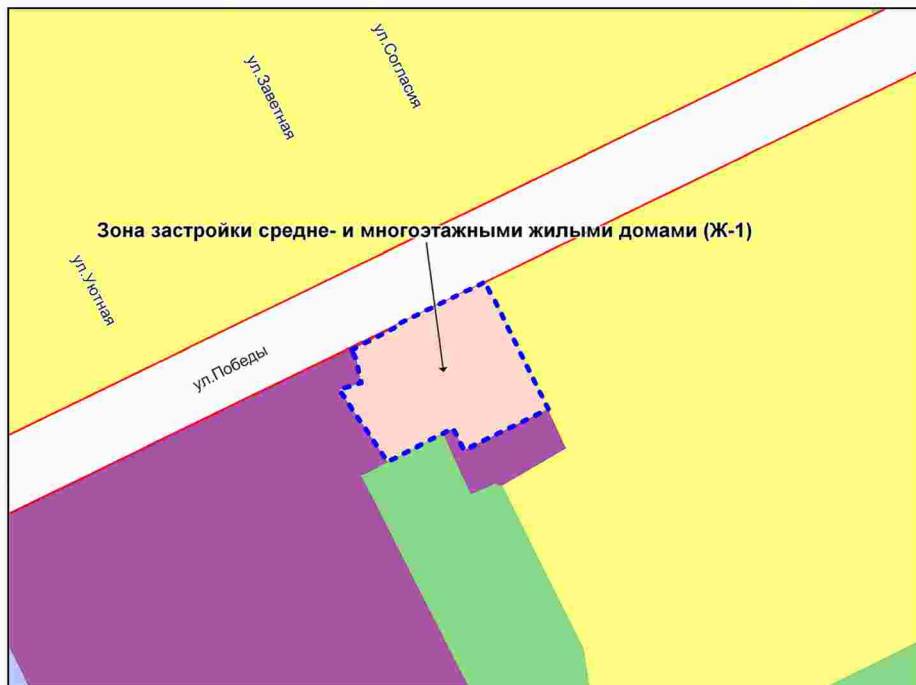 ул.Согласия
ул.Заветная
Зона застройки средне- и многоэтажными жилыми домами (Ж-1)
ул.Уютная
ул.Победы